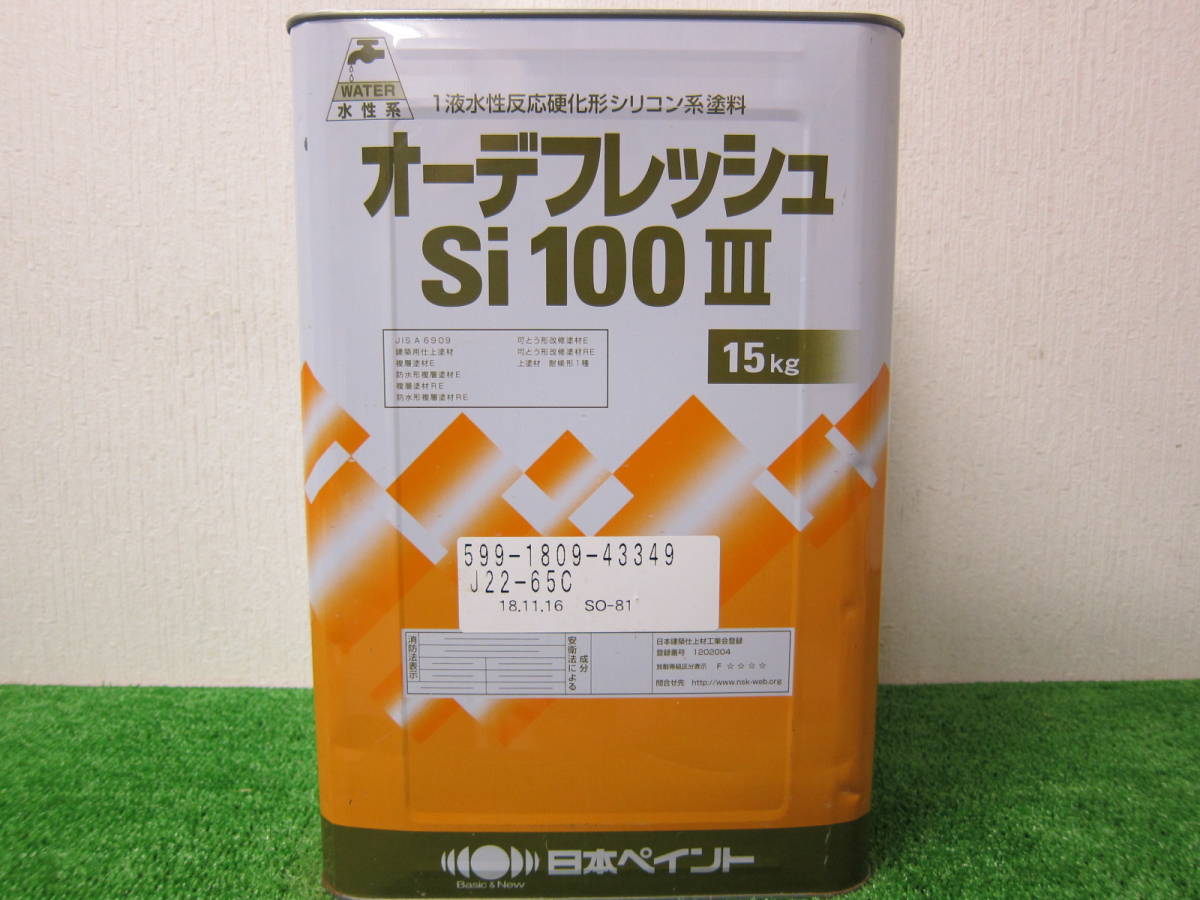 WATER
水性系
1液水性反応硬化形シリコン系塗料
オーデフレッシュ
Si 100 III
JIS A 6909
建築用仕上塗材
複層塗材E
防水形複層塗材E
複層塗材RE
防水形複層塗材RE
可とう形改修塗材E
可とう形改修塗材RE
上塗材 耐候形1種
15kg
599-1809-43349
J22-65C
18.11.16 SO-81
消防法表示
安衛法による
成分
日本建築仕上材工業会登録
登録番号 1202004
放散等級区分表示 F☆☆☆☆
問合せ先 http://www.nsk-web.org
Basic & New
日本ペイント